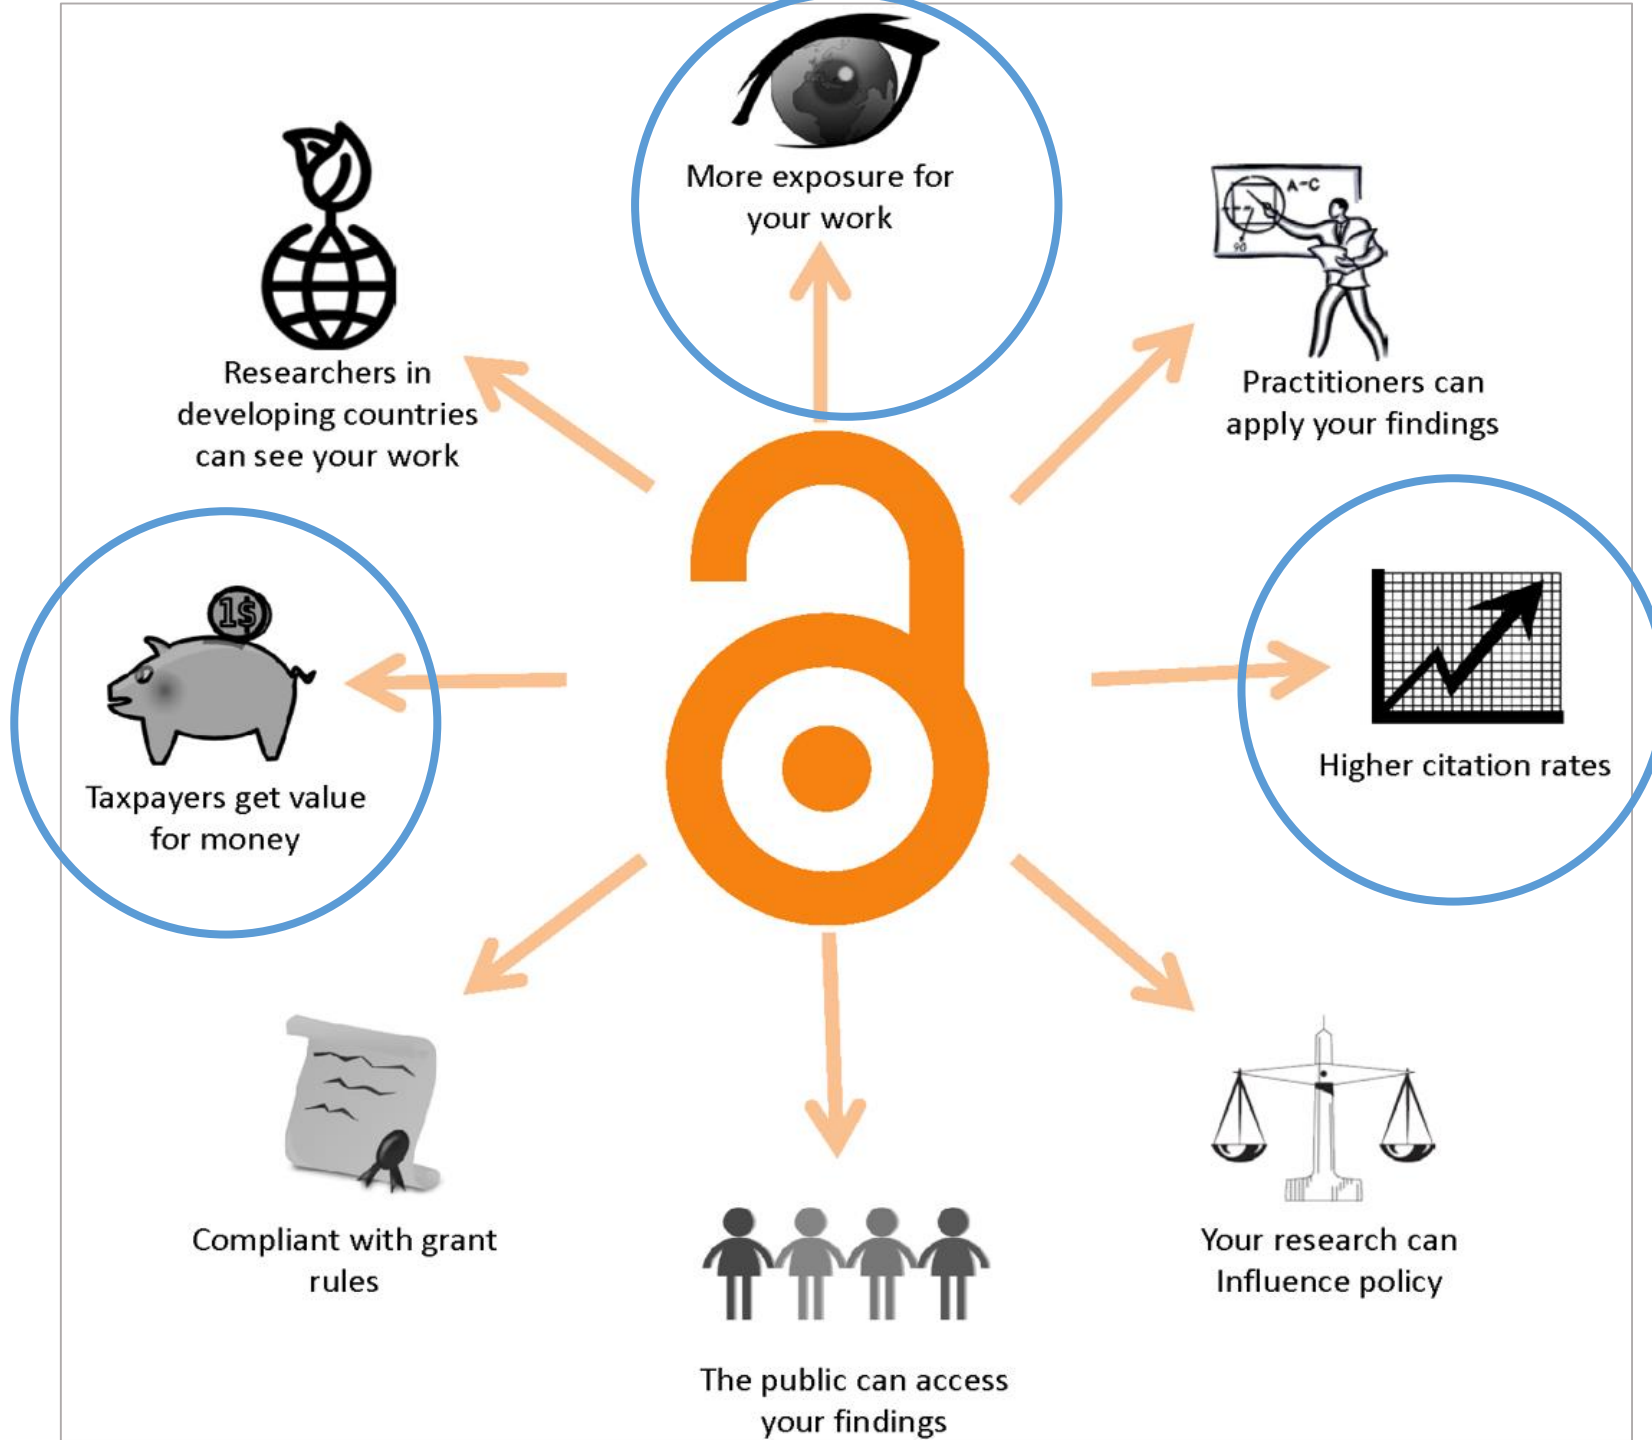 More exposure for
your work
A-C
90
Practitioners can
apply your findings
Researchers in
developing countries
can see your work
1$
Taxpayers get value
for money
Higher citation rates
Compliant with grant
rules
Your research can
Influence policy
The public can access
your findings